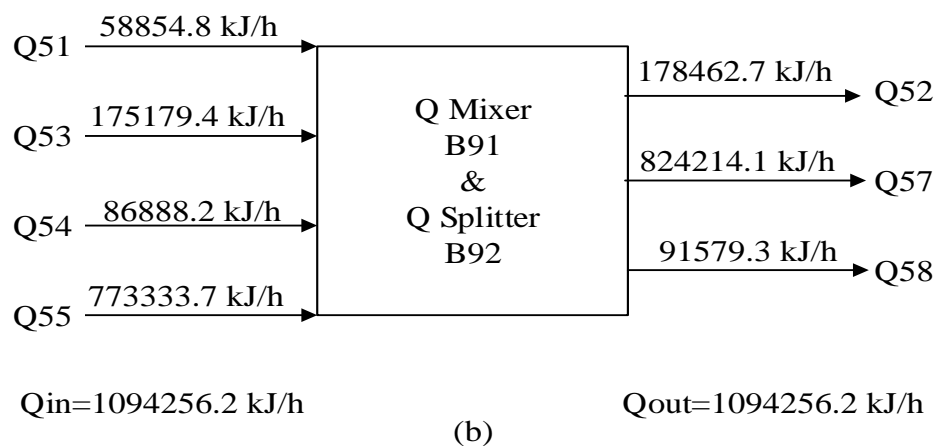 58854.8 kJ/h
Q51
175179.4 kJ/h
Q53
86888.2 kJ/h
Q54
773333.7 kJ/h
Q55
Q Mixer
B91
&
Q Splitter
B92
178462.7 kJ/h
Q52
824214.1 kJ/h
Q57
91579.3 kJ/h
Q58
Qin=1094256.2 kJ/h
Qout=1094256.2 kJ/h
(b)